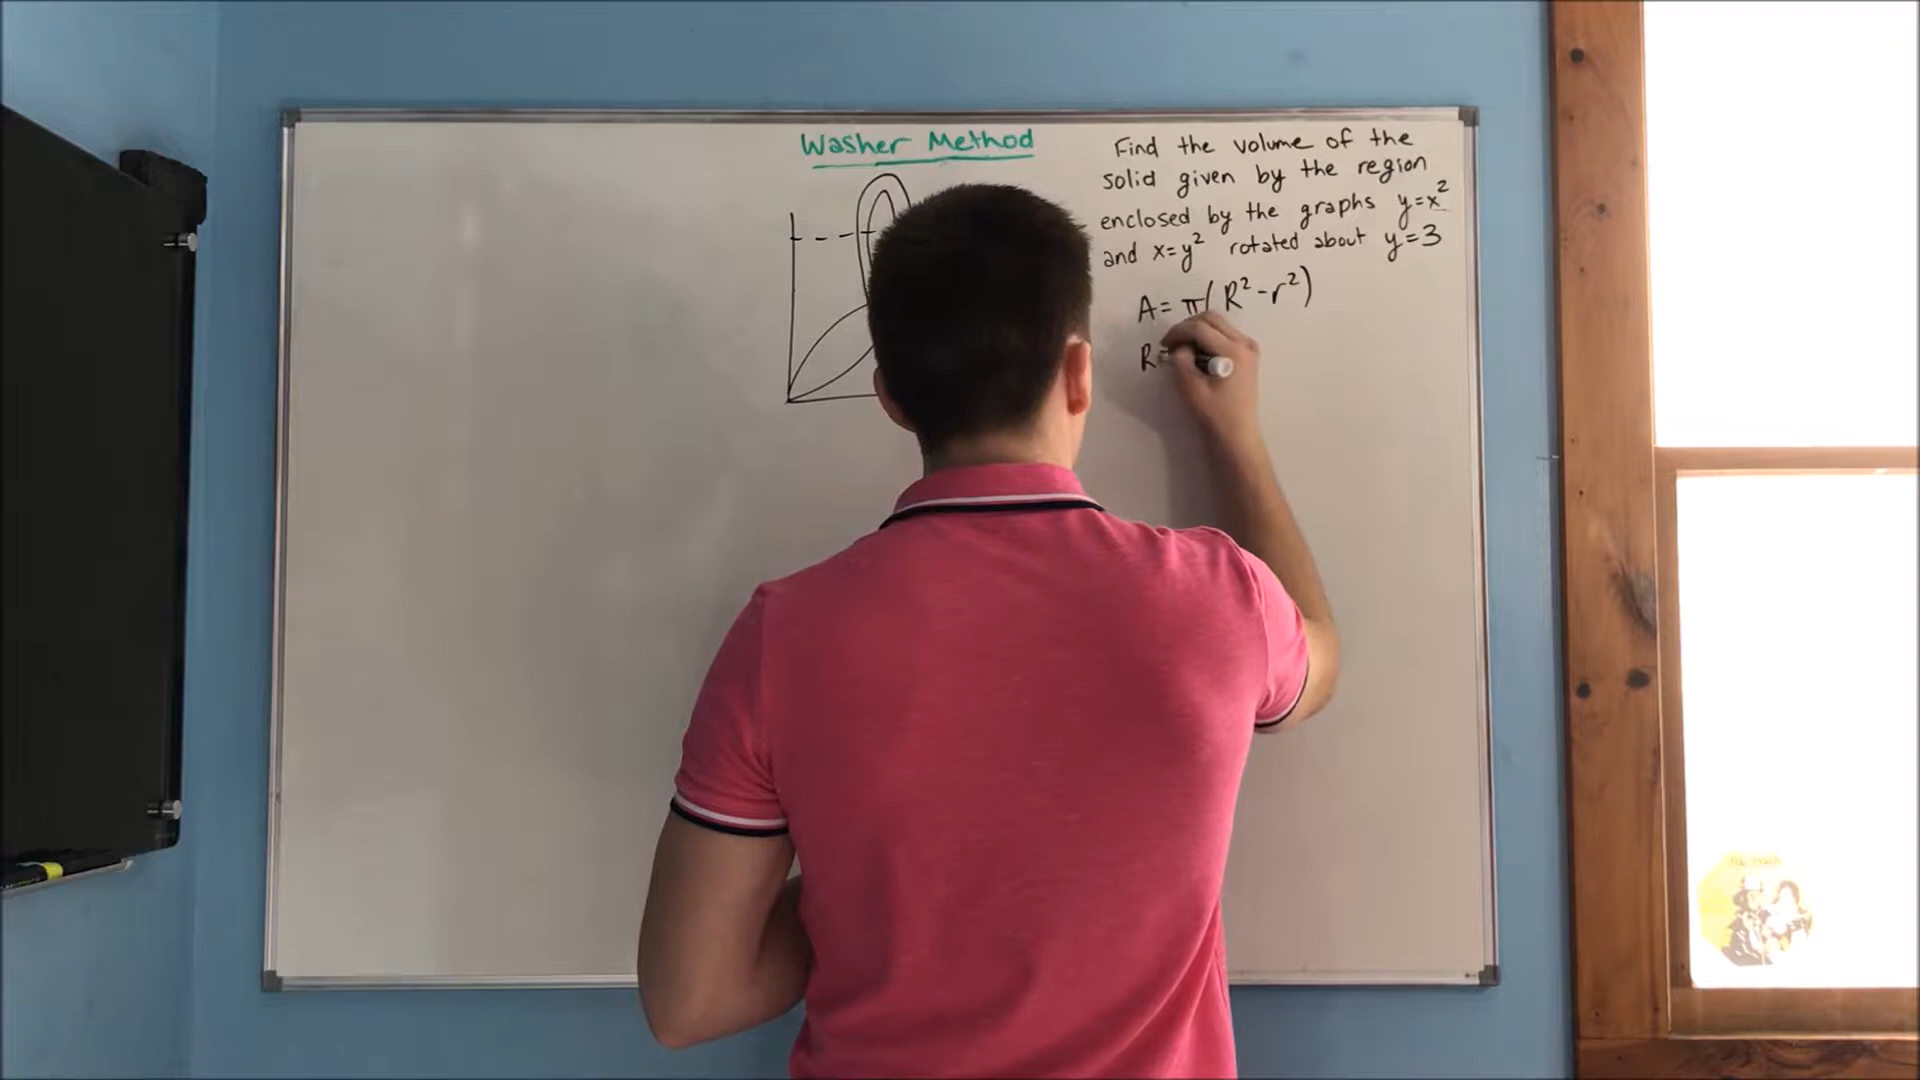 Washer Method
Find the volume of the
solid given by the region
enclosed by the graphs y=x²
and x=y² rotated about y=3
A= π(R²-r²)
R=